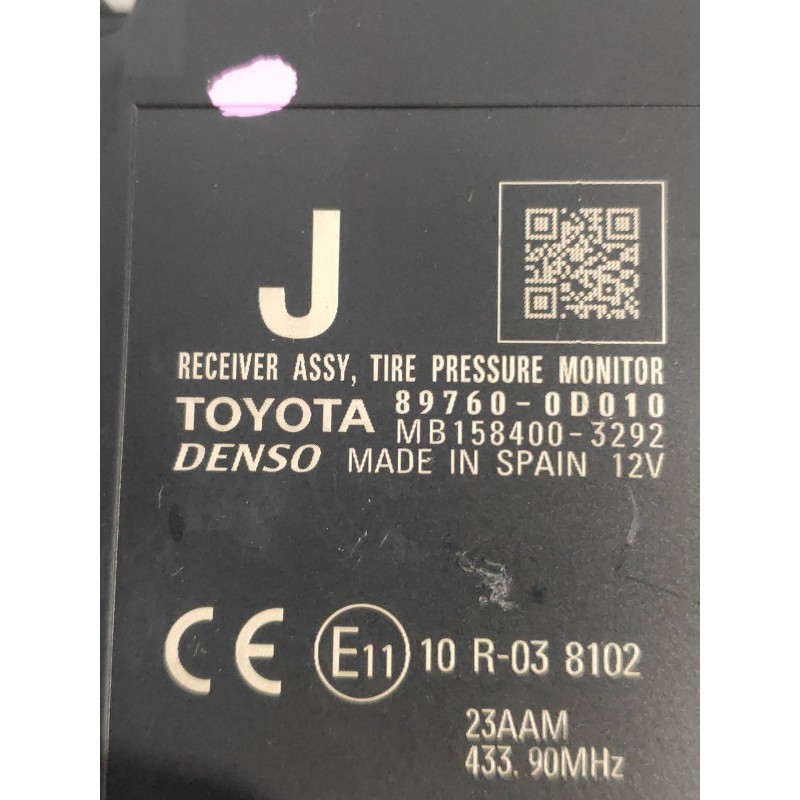 J
RECEIVER ASSY, TIRE PRESSURE MONITOR
TOYOTA 89760-0D010
MB158400-3292
DENSO MADE IN SPAIN 12V
CE E11 10 R-03 8102
23AAM
433.90MHz